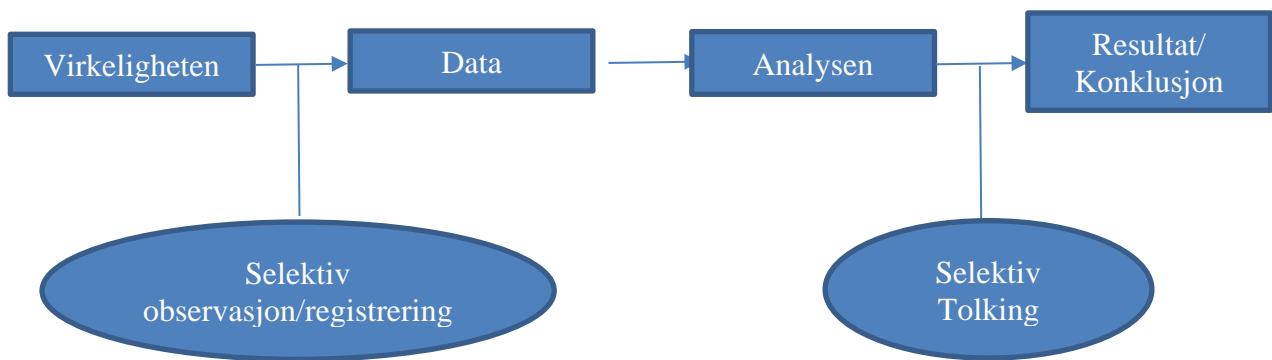 Virkeligheten
Data
Analysen
Resultat/
Konklusjon
Selektiv
observasjon/registrering
Selektiv
Tolking